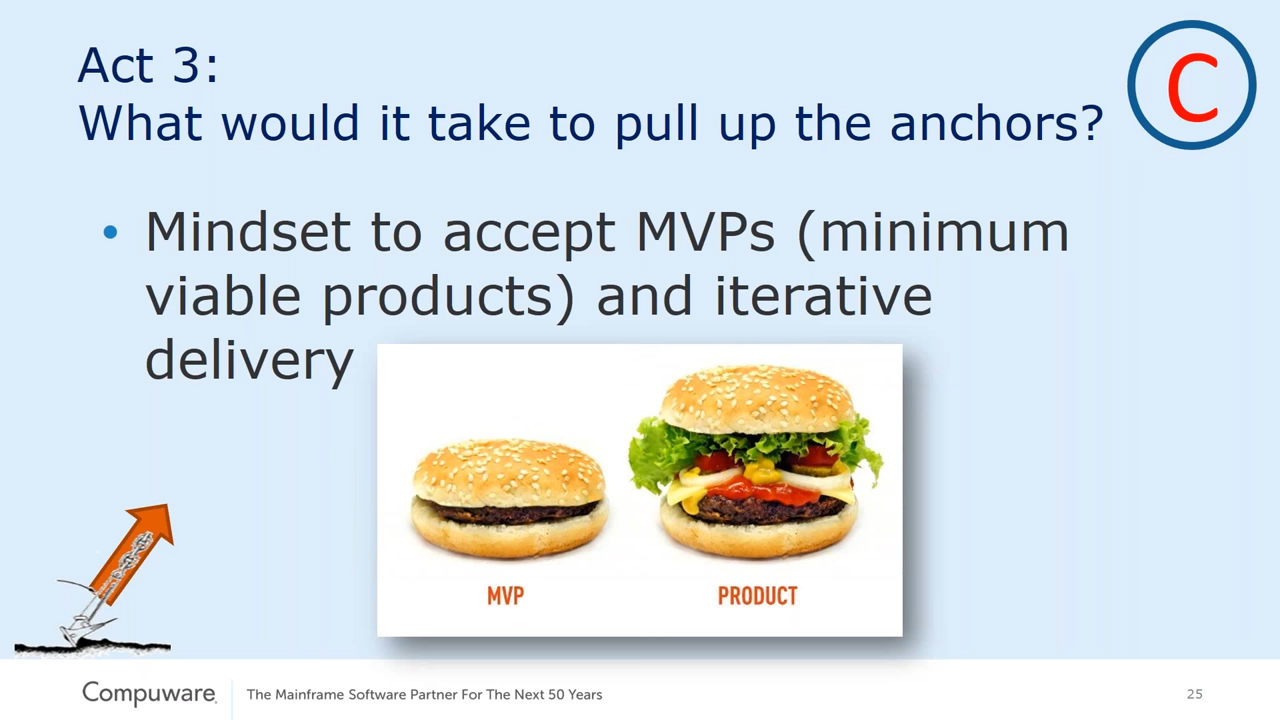 Act 3:
What would it take to pull up the anchors?
C
• Mindset to accept MVPs (minimum
viable products) and iterative
delivery
MVP
PRODUCT
Compuware.
The Mainframe Software Partner For The Next 50 Years
25